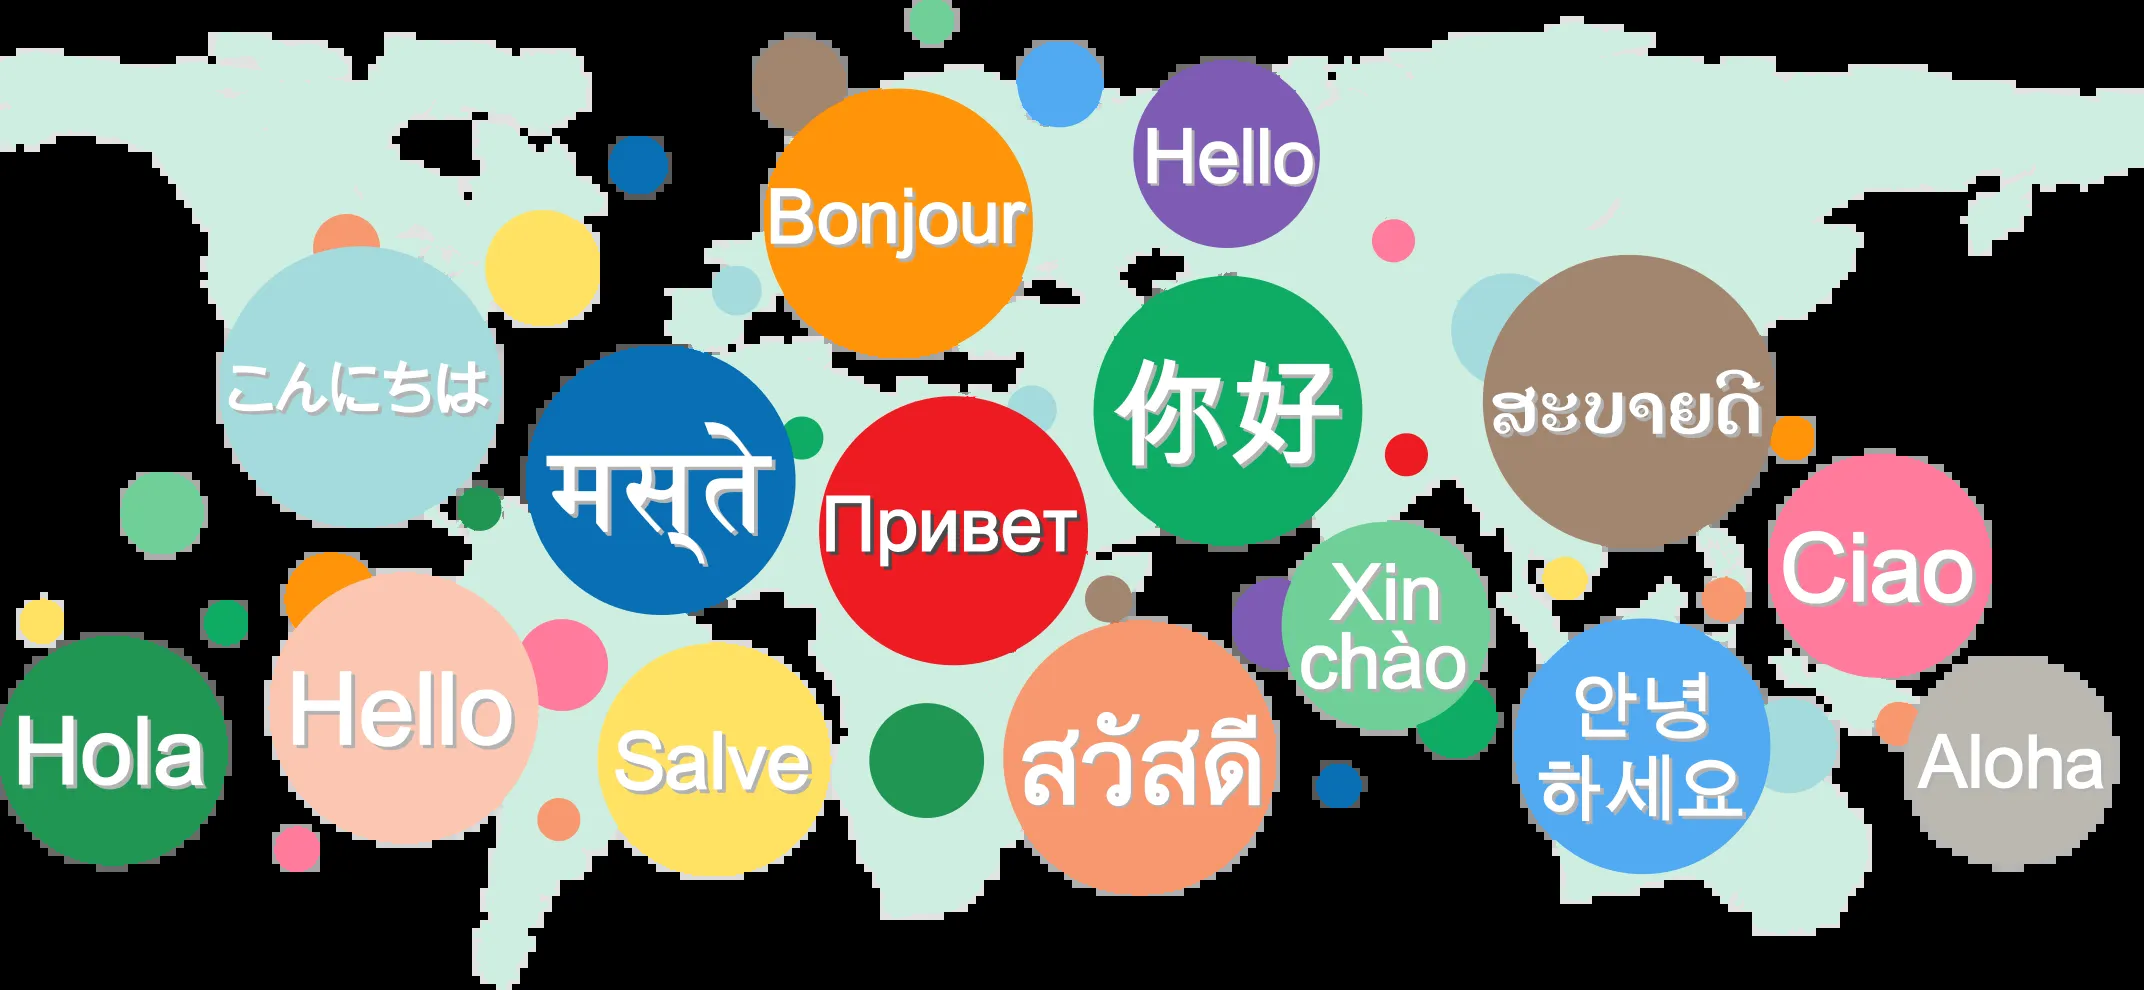 Hello
Bonjour
こんにちは
你好
ສະບາຍດີ
मस्ते
Привет
Ciao
Xin
chào
Hello
Hola
Salve
สวัสดี
안녕
하세요
Aloha